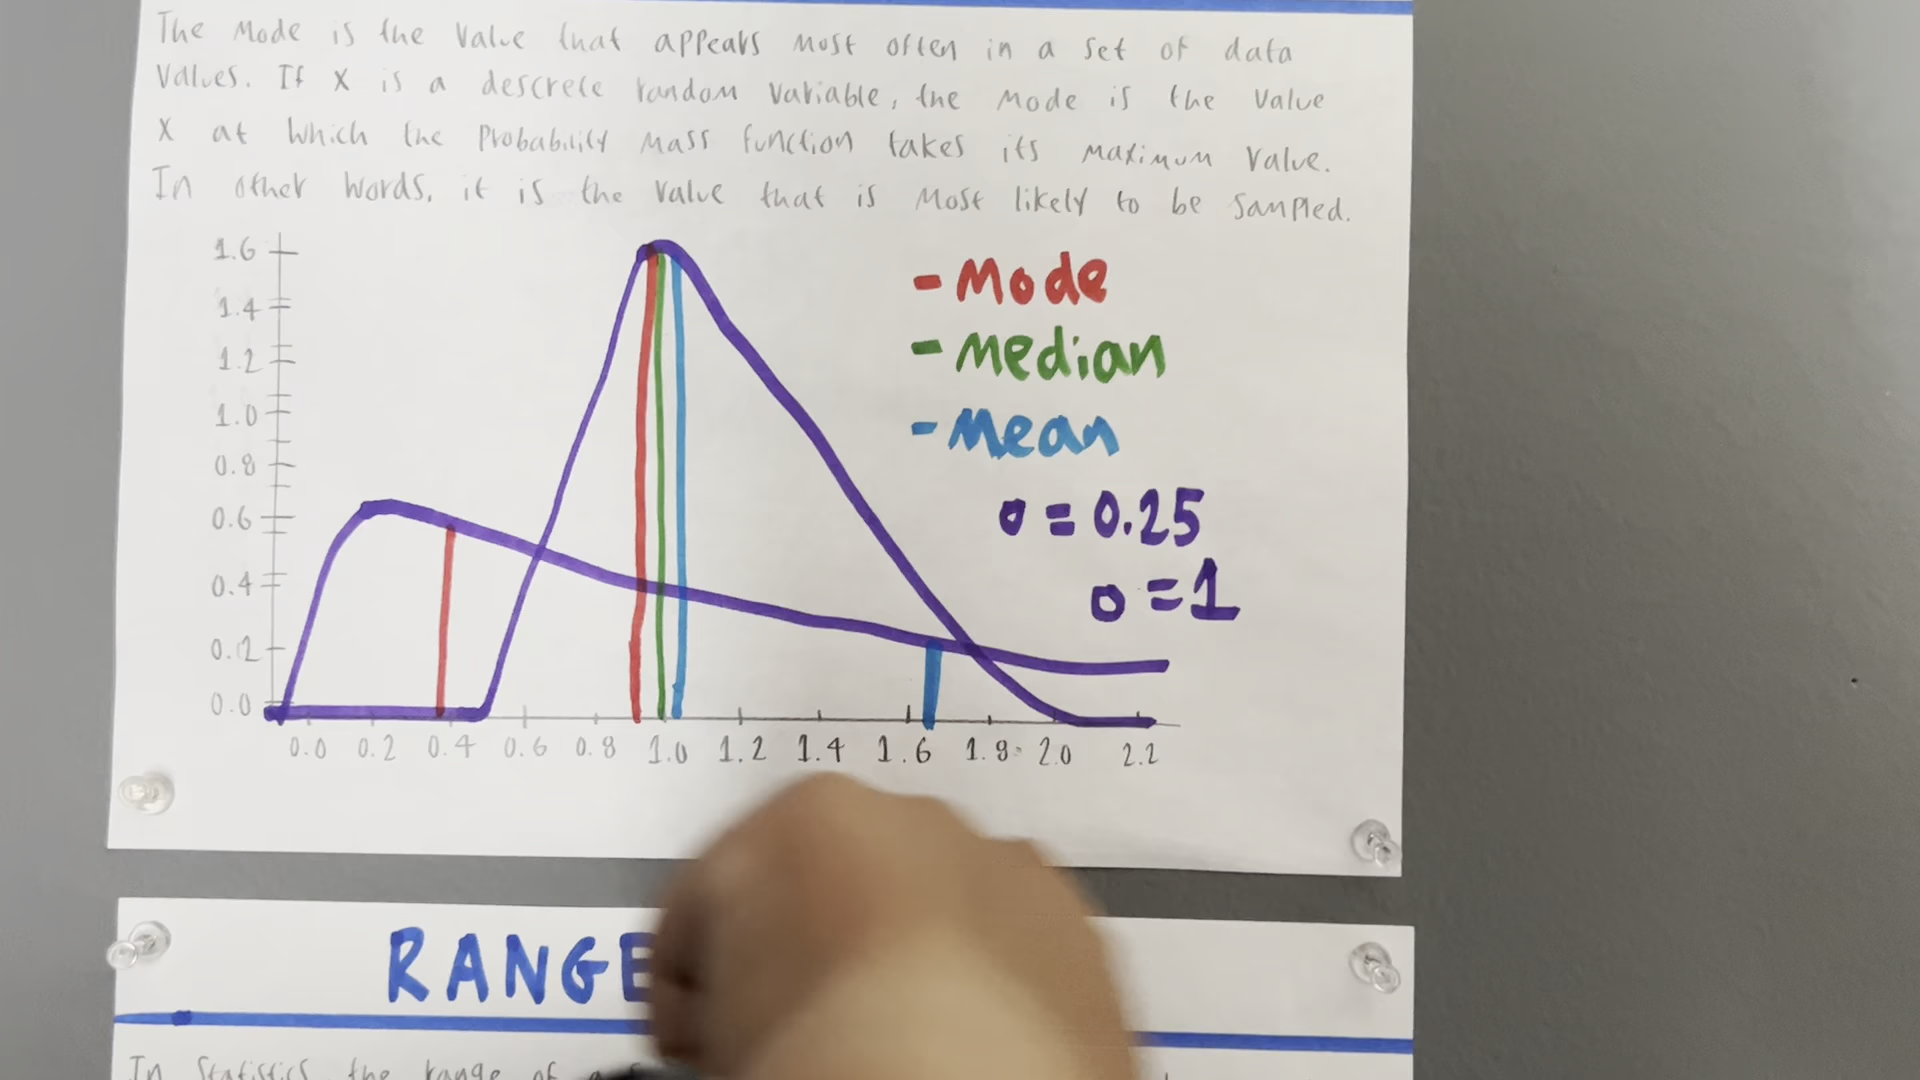 The Mode is the Value that appears most often in a set of data
Values. If X is a descrete random variable, the Mode is the Value
X at which the Probability Mass function takes its Maximum Value.
In other words, it is the value that is Most likely to be sampled.
1.6
1.4
1.2
1.0
0.8
0.6
0.4
0.2
0.0
- Mode
- Median
- Mean
σ = 0.25
σ = 1
0.0 0.2 0.4 0.6 0.8 1.0 1.2 1.4 1.6 1.8 2.0 2.2
RANGE
In Statistics the range of a